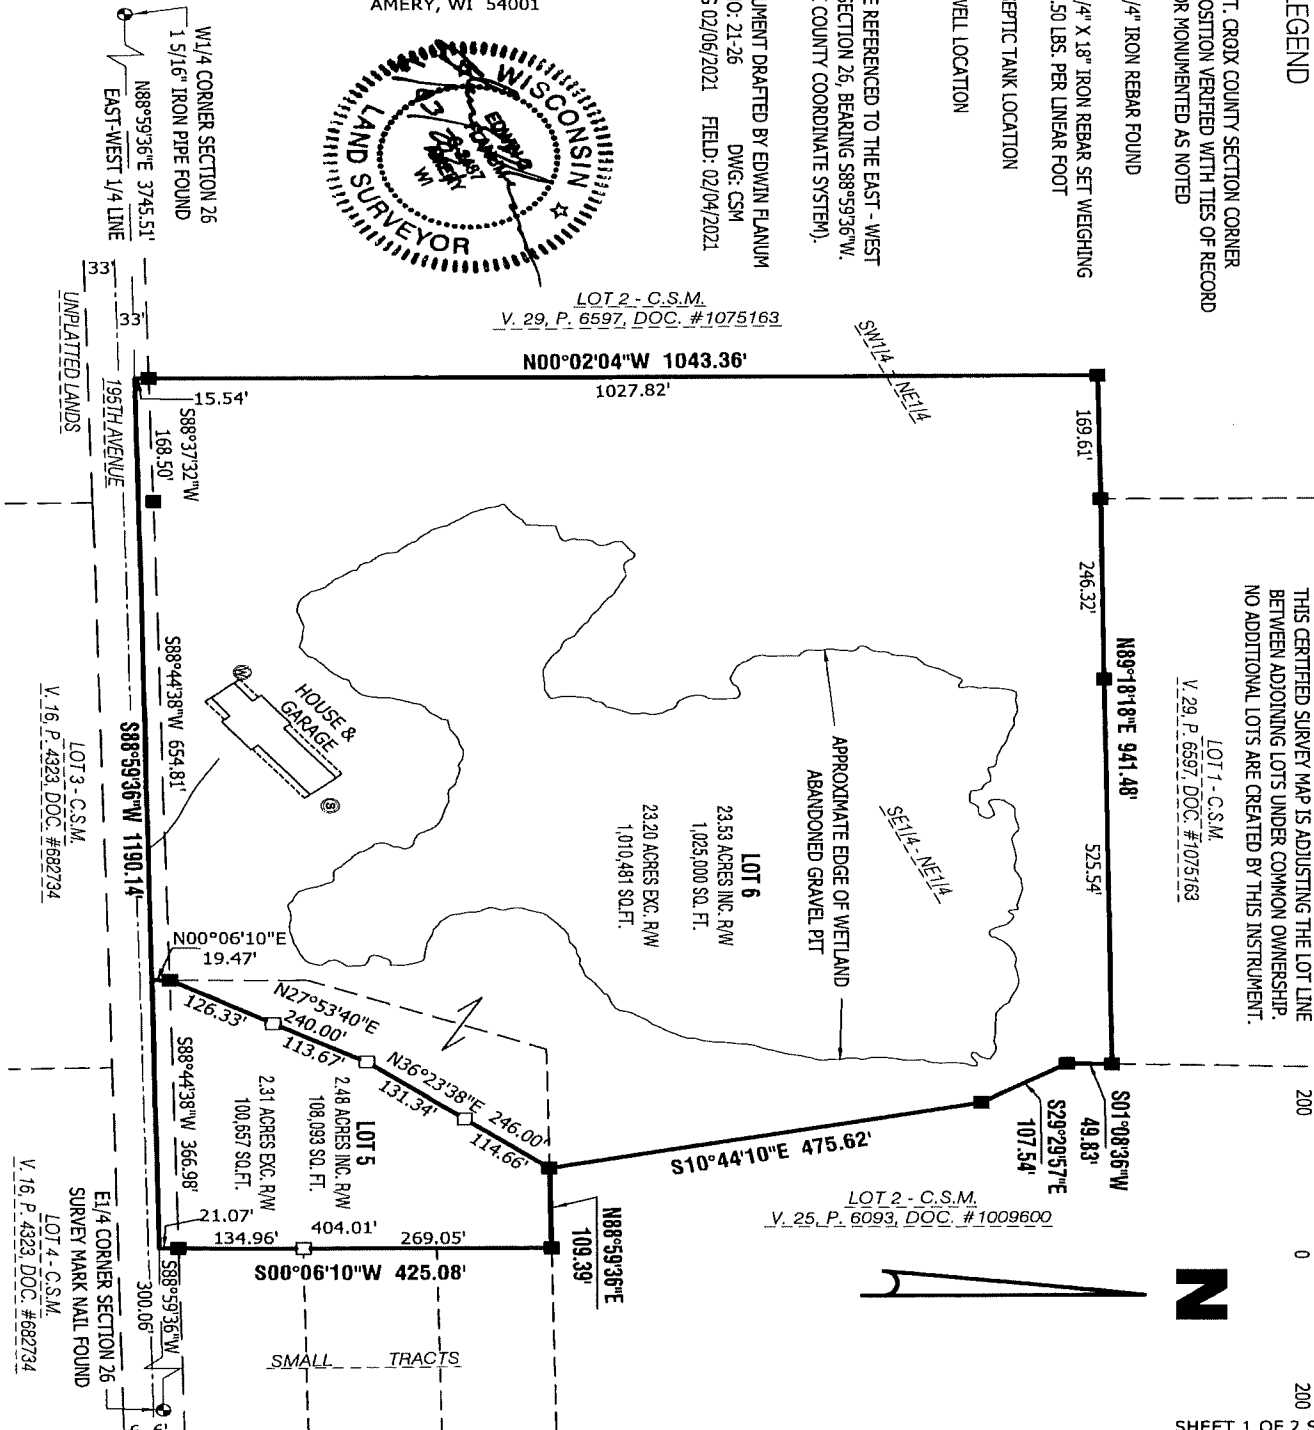 LEGEND
T. CROIX COUNTY SECTION CORNER
OSITION VERIFIED WITH TIES OF RECORD
OR MONUMENTED AS NOTED
/4" IRON REBAR FOUND
/4" X 18" IRON REBAR SET WEIGHING
.50 LBS. PER LINEAR FOOT
EPTIC TANK LOCATION
WELL LOCATION
E REFERENCED TO THE EAST - WEST
SECTION 26, BEARING S88°59'36"W.
COUNTY COORDINATE SYSTEM).
UMENT DRAFTED BY EDWIN FLANUM
O: 21-26 DWG: CSM
02/06/2021 FIELD: 02/04/2021
AMERY, WI 54001
WISCONSIN
EDWIN
FLANUM
S-2487
AMERY
WI
LAND SURVEYOR
THIS CERTIFIED SURVEY MAP IS ADJUSTING THE LOT LINE
BETWEEN ADJOINING LOTS UNDER COMMON OWNERSHIP.
NO ADDITIONAL LOTS ARE CREATED BY THIS INSTRUMENT.
200 0 200
SHEET 1 OF 2 S
N
LOT 1 - C.S.M.
V. 29, P. 6597, DOC. #1075163
N89°18'18"E 941.48'
169.61'
246.32'
525.54'
S01°08'36"W
49.83'
S29°29'57"E
107.54'
S10°44'10"E 475.62'
LOT 2 - C.S.M.
V. 25, P. 6093, DOC. #1009600
N88°59'36"E
109.39'
LOT 2 - C.S.M.
V. 29, P. 6597, DOC. #1075163
N00°02'04"W 1043.36'
1027.82'
SW1/4 - NE1/4
SE1/4 - NE1/4
APPROXIMATE EDGE OF WETLAND
ABANDONED GRAVEL PIT
LOT 6
23.53 ACRES INC. R/W
1,025,000 SQ. FT.
23.20 ACRES EXC. R/W
1,010,481 SQ.FT.
HOUSE &
GARAGE
W
S
N27°53'40"E
240.00'
126.33'
113.67'
N36°23'38"E 246.00'
131.34'
114.66'
LOT 5
2.48 ACRES INC. R/W
108,093 SQ. FT.
2.31 ACRES EXC. R/W
100,657 SQ.FT.
N00°06'10"E
19.47'
21.07'
134.96'
404.01'
269.05'
S00°06'10"W 425.08'
SMALL TRACTS
W1/4 CORNER SECTION 26
1 5/16" IRON PIPE FOUND
N88°59'36"E 3745.51'
EAST-WEST 1/4 LINE
33'
33'
15.54'
S88°37'32"W
168.50'
S88°44'38"W 654.81'
S88°44'38"W 366.98'
S88°59'36"W
300.06'
S88°59'36"W 1190.14'
195TH AVENUE
UNPLATTED LANDS
LOT 3 - C.S.M.
V. 16, P. 4323, DOC. #682734
E1/4 CORNER SECTION 26
SURVEY MARK NAIL FOUND
LOT 4 - C.S.M.
V. 16, P. 4323, DOC. #682734